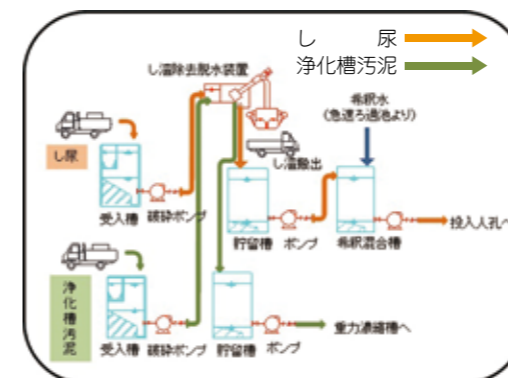 し尿
浄化槽汚泥
し渣除去脱水装置
希釈水
(急速ろ過池より)
し渣搬出
し尿
受入槽
破砕ポンプ
貯留槽
ポンプ
希釈混合槽
投入人孔へ
浄化槽汚泥
受入槽
破砕ポンプ
貯留槽
ポンプ
重力濃縮槽へ